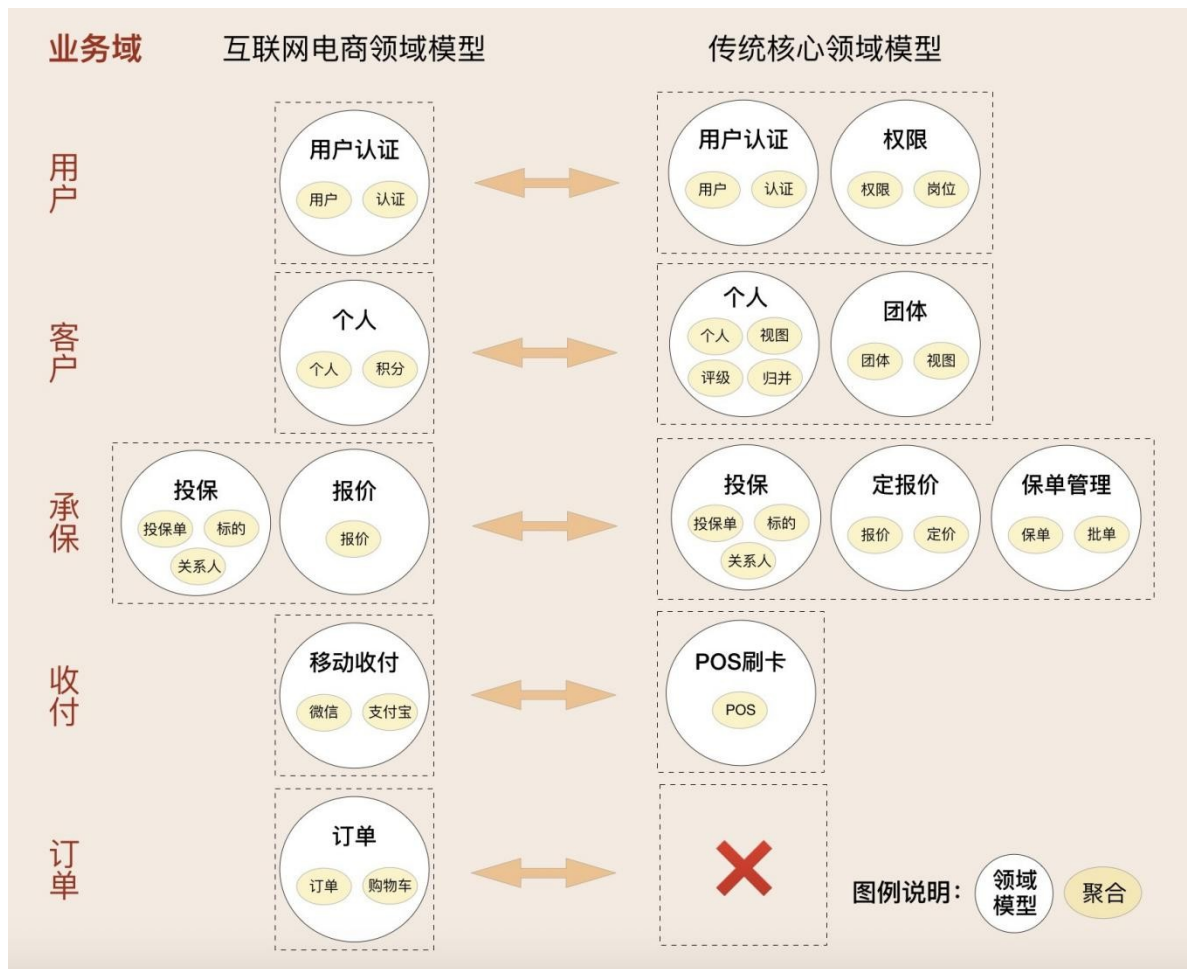 业务域 互联网电商领域模型 传统核心领域模型
用户
用户认证
用户 认证
用户认证
用户 认证
权限
权限 岗位
客户
个人
个人 积分
个人
个人 视图
评级 归并
团体
团体 视图
承保
投保
投保单 标的
关系人
报价
报价
投保
投保单 标的
关系人
定报价
报价 定价
保单管理
保单 批单
收付
移动收付
微信 支付宝
POS刷卡
POS
订单
订单
订单 购物车
图例说明：
领域
模型
聚合